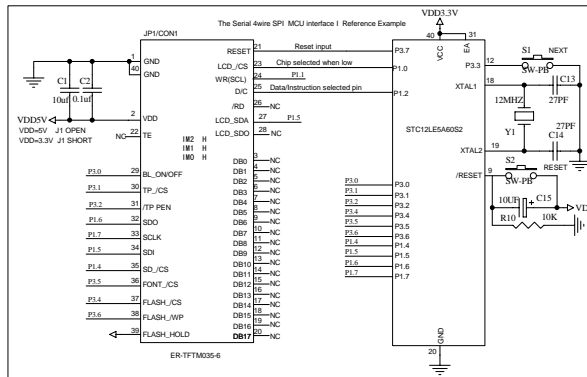 The Serial 4wire SPI MCU interface I Reference Example
JP1/CON1
VDD3.3V
1 GND
40 GND
C1
10uf
C2
0.1uf
VDD5V
2 VDD
VDD=5V J1 OPEN
VDD=3.3V J1 SHORT
NC 22 TE
IM2 H
IM1 H
IM0 H
P3.0 29 BL_ON/OFF
P3.1 30 TP_/CS
P3.2 31 /TP PEN
P1.6 32 SDO
P1.7 33 SCLK
P1.5 34 SDI
P1.4 35 SD_/CS
P3.5 36 FONT_/CS
P3.4 37 FLASH_/CS
P3.6 38 FLASH_/WP
39 FLASH_HOLD
ER-TFTM035-6
RESET 21 Reset input P3.7
LCD_/CS 23 Chip selected when low P1.0
WR(SCL) 24 P1.1
D/C 25 Data/Instruction selected pin P1.2
/RD 26 NC
LCD_SDA 27 P1.5
LCD_SDO 28 NC
DB0 3 NC
DB1 4 NC
DB2 5 NC
DB3 6 NC
DB4 7 NC
DB5 8 NC
DB6 9 NC
DB7 10 NC
DB8 11 NC
DB9 12 NC
DB10 13 NC
DB11 14 NC
DB12 15 NC
DB13 16 NC
DB14 17 NC
DB15 18 NC
DB16 19 NC
DB17 20 NC
40 VCC
31 EA
STC12LE5A60S2
P3.0 P3.0
P3.1 P3.1
P3.2 P3.2
P3.4 P3.4
P3.5 P3.5
P3.6 P3.6
P1.4 P1.4
P1.5 P1.5
P1.6 P1.6
P1.7 P1.7
GND
20
P3.3 12
S1 NEXT
SW-PB
XTAL1 18
C13
27PF
12MHZ
Y1
27PF
C14
XTAL2 19
RESET
/RESET 9
S2
SW-PB
10UF + C15
VD
R10 10K